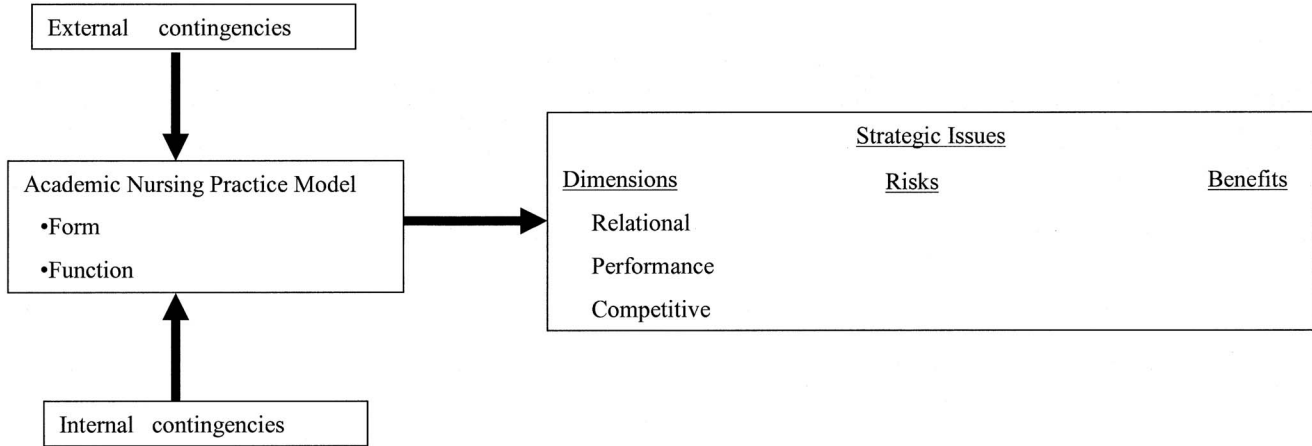 External contingencies
Academic Nursing Practice Model
•Form
•Function
Internal contingencies
Strategic Issues
Dimensions Risks Benefits
Relational
Performance
Competitive